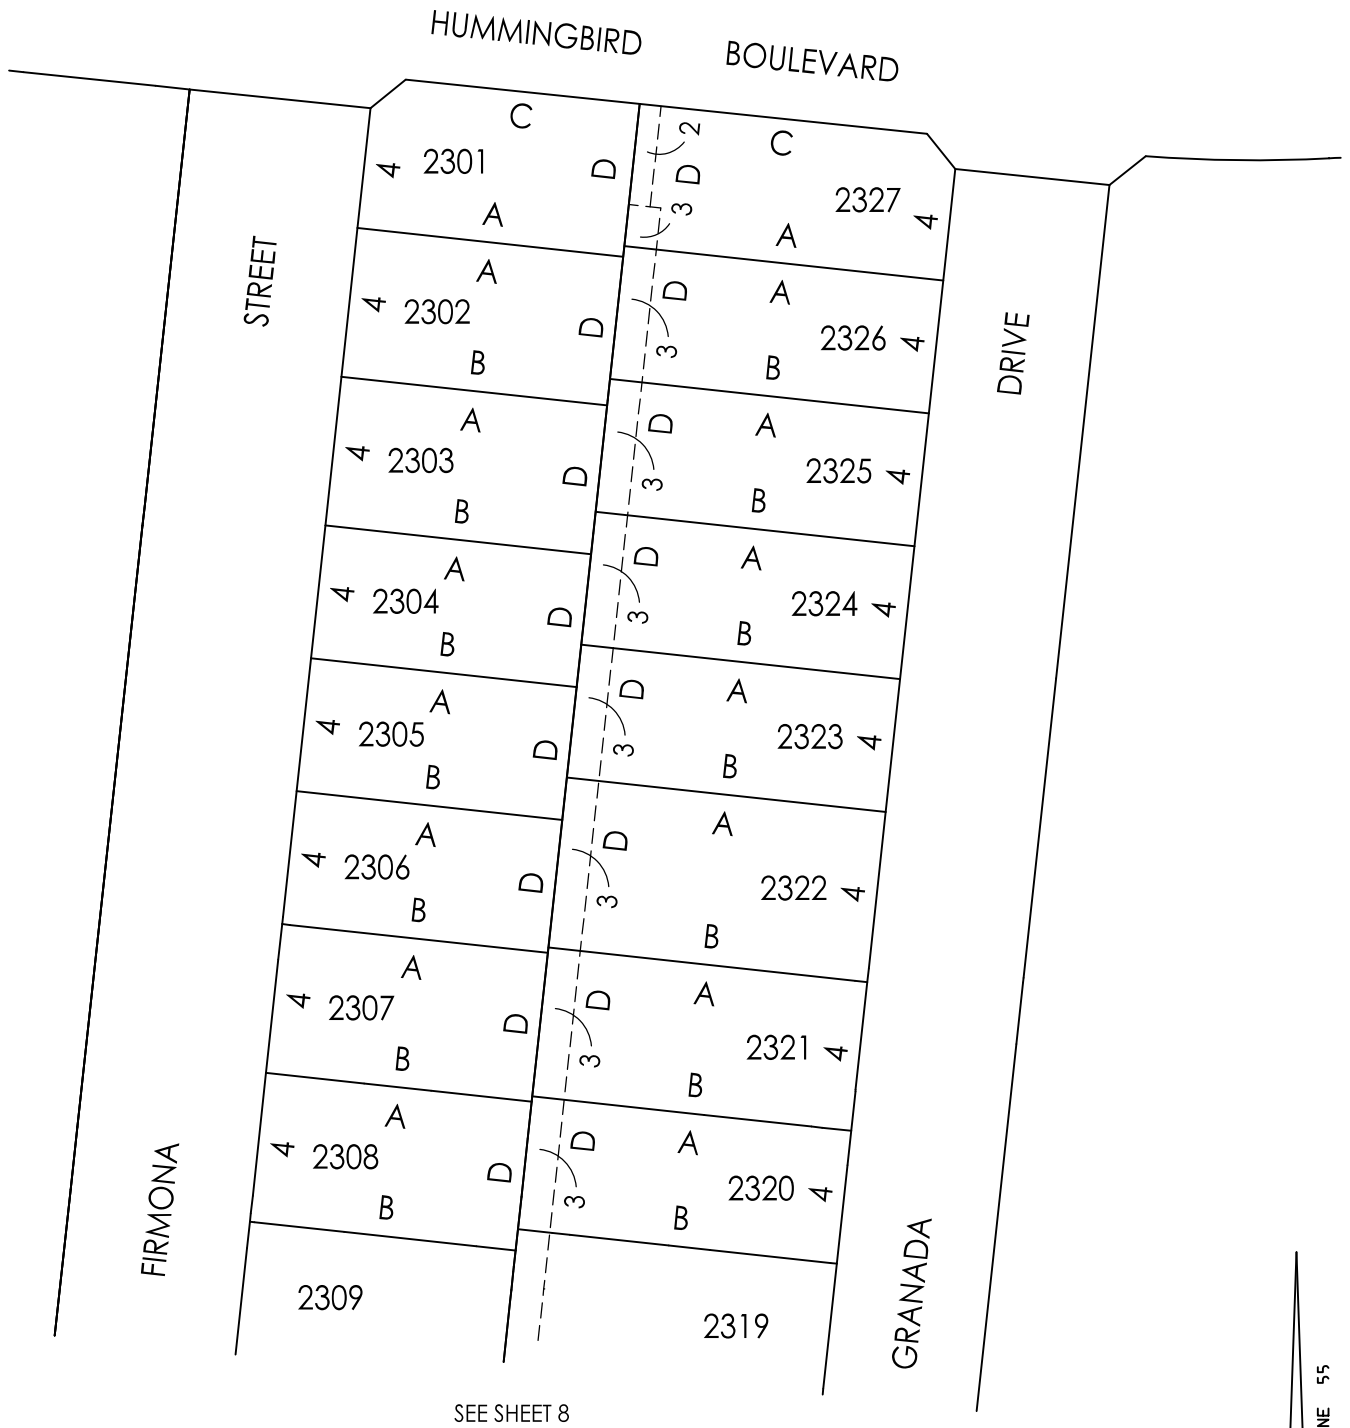 HUMMINGBIRD BOULEVARD
C
2
C
4 2301 D
D
3
2327 4
A
A
STREET
A
D A
4 2302 D
3
2326 4
DRIVE
B
B
A
D A
4 2303 D
3
2325 4
B
B
A
D A
4 2304 D
3
2324 4
B
B
A
D A
4 2305 D
3
2323 4
B
B
A
D A
4 2306 D
3
2322 4
B
B
A
D A
4 2307 D
3
2321 4
B
B
A
D A
4 2308 D
3
2320 4
B
B
FIRMONA
GRANADA
2309
2319
SEE SHEET 8
NE 55